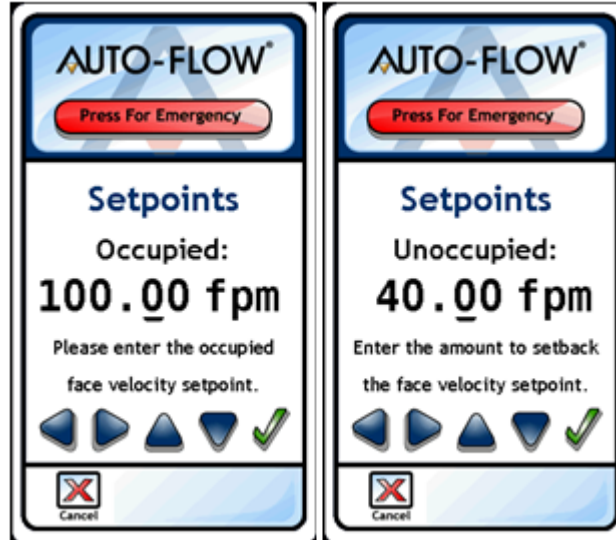 AUTO-FLOW®
Press For Emergency
Setpoints
Occupied:
100.00 fpm
Please enter the occupied
face velocity setpoint.
Cancel
AUTO-FLOW®
Press For Emergency
Setpoints
Unoccupied:
40.00 fpm
Enter the amount to setback
the face velocity setpoint.
Cancel